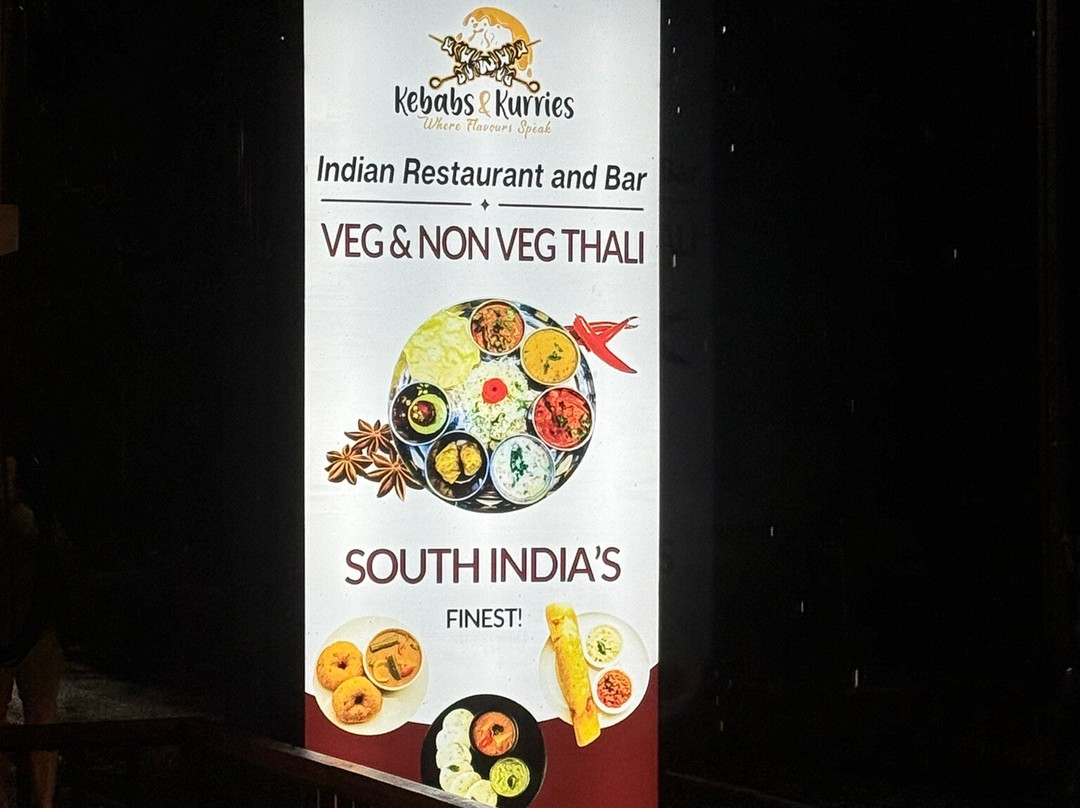 Kebabs & Kurries
Where Flavours Speak
Indian Restaurant and Bar
VEG & NON VEG THALI
SOUTH INDIA'S
FINEST!